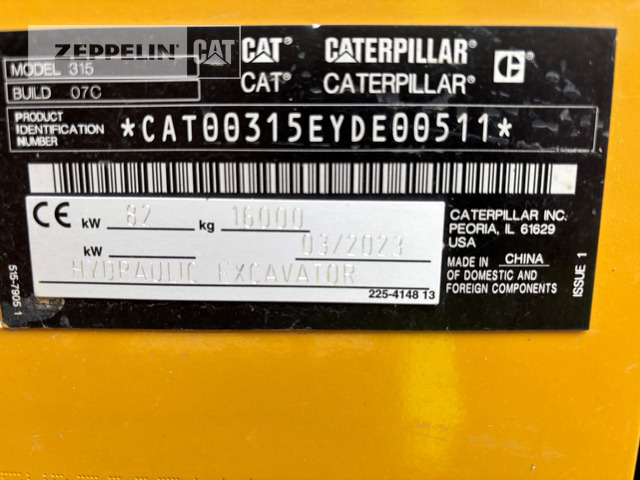 ZEPPELIN CAT
CAT CATERPILLAR
CAT CATERPILLAR C
MODEL 315
BUILD 07C
PRODUCT
IDENTIFICATION
NUMBER
*CAT00315EYDE00511*
CE kW 82 kg 16000
kW 03/2023
HYDRAULIC EXCAVATOR
225-4148 13
CATERPILLAR INC.
PEORIA, IL 61629
USA
MADE IN CHINA
OF DOMESTIC AND
FOREIGN COMPONENTS
ISSUE 1
515-7905 1